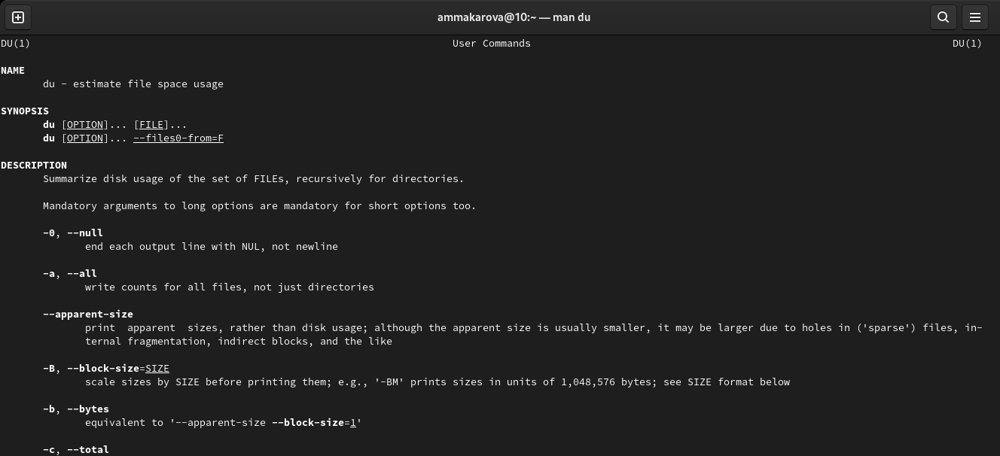 ammakarova@10:~ — man du
DU(1) User Commands DU(1)
NAME
du - estimate file space usage
SYNOPSIS
du [OPTION]... [FILE]...
du [OPTION]... --files0-from=F
DESCRIPTION
Summarize disk usage of the set of FILEs, recursively for directories.
Mandatory arguments to long options are mandatory for short options too.
-0, --null
end each output line with NUL, not newline
-a, --all
write counts for all files, not just directories
--apparent-size
print  apparent  sizes, rather than disk usage; although the apparent size is usually smaller, it may be larger due to holes in ('sparse') files, in-
ternal fragmentation, indirect blocks, and the like
-B, --block-size=SIZE
scale sizes by SIZE before printing them; e.g., '-BM' prints sizes in units of 1,048,576 bytes; see SIZE format below
-b, --bytes
equivalent to '--apparent-size --block-size=1'
-c, --total